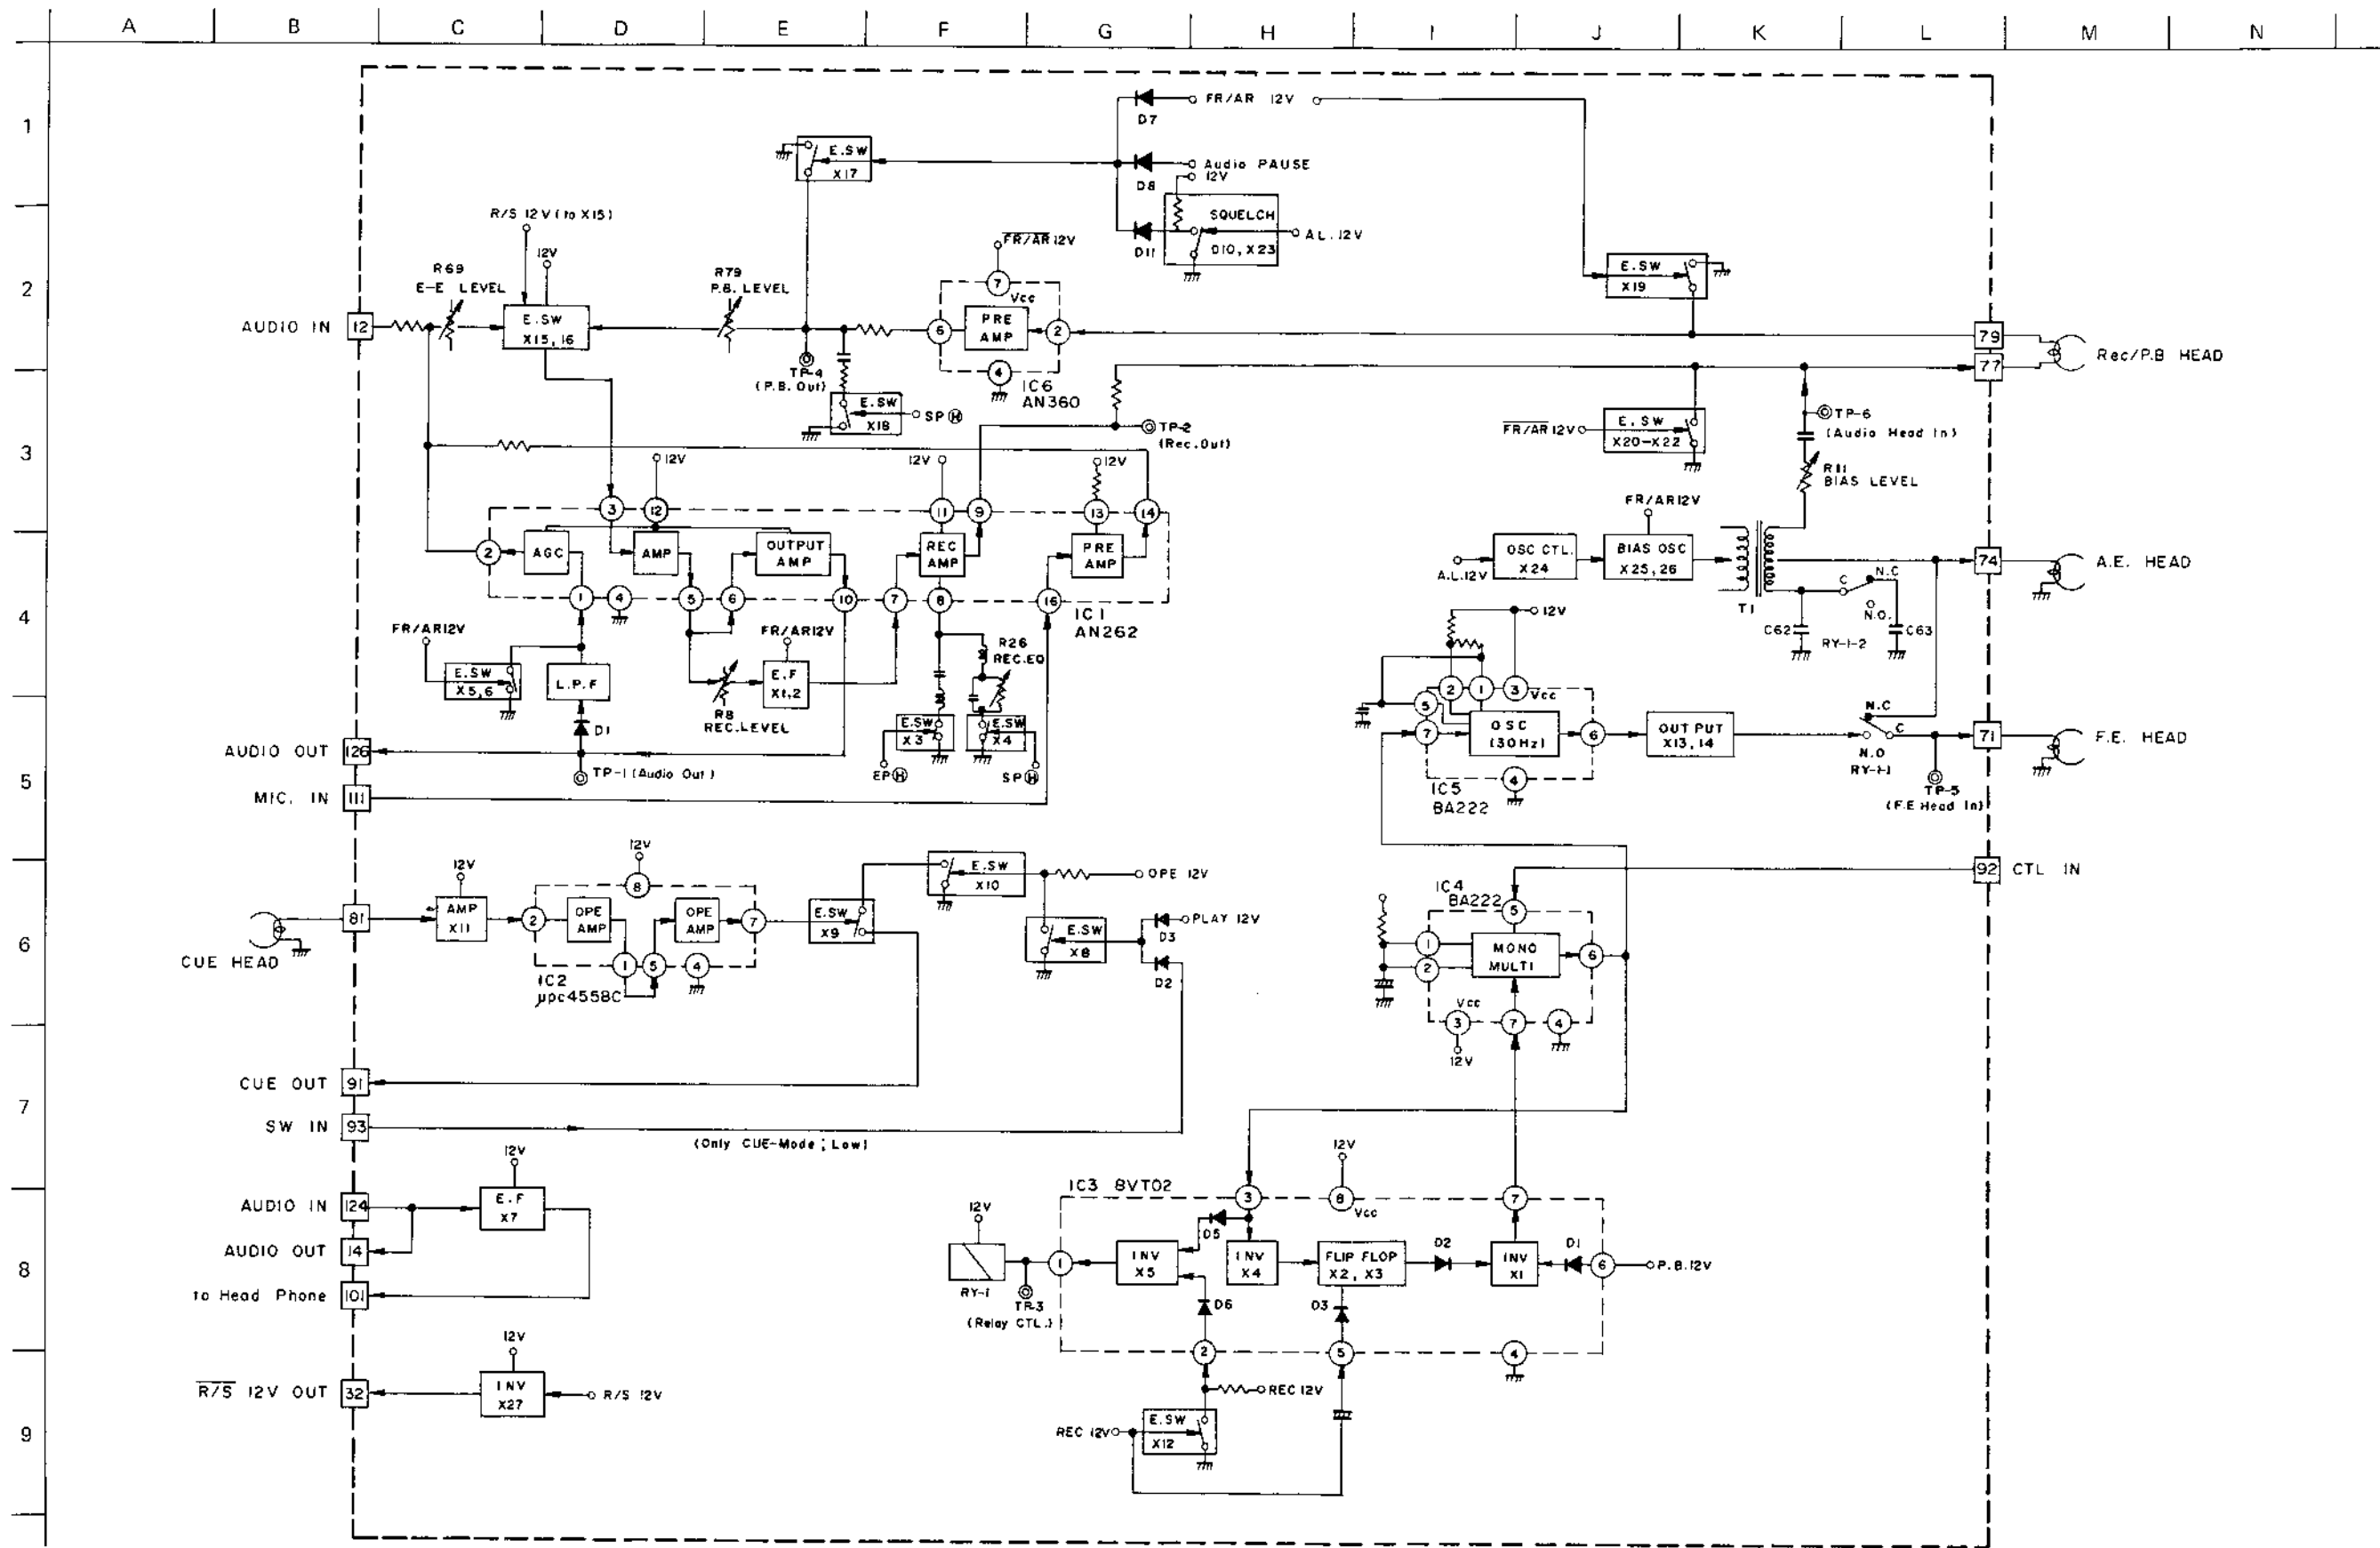 A B C D E F G H I J K L M N
1
2
3
4
5
6
7
8
9
FR/AR 12V
D7
E.SW
X17
Audio PAUSE
D8
12V
R/S 12V (to X15)
SQUELCH
D10, X23
A.L. 12V
D11
FR/AR 12V
12V
R69
E-E LEVEL
R79
P.B. LEVEL
7
Vcc
E.SW
X19
AUDIO IN 12
E.SW
X15, 16
6
PRE
AMP
2
79
Rec/P.B HEAD
77
TP-4
(P.B. Out)
4
IC6
AN360
E.SW
X18
SP H
TP-2
(Rec.Out)
FR/AR 12V
E. SW
X20-X22
TP-6
(Audio Head In)
R11
BIAS LEVEL
12V
12V
12V
FR/AR12V
3
12
11
9
13
14
2
AGC
AMP
OUTPUT
AMP
REC
AMP
PRE
AMP
A.L.12V
OSC CTL.
X24
BIAS OSC
X25, 26
T1
74
A.E. HEAD
C
N.C
N.O.
C62
RY-1-2
C63
1
4
5
6
10
7
8
16
IC1
AN262
12V
FR/AR12V
E.SW
X5,6
L.P.F
FR/AR12V
E.F
X1,2
R8
REC.LEVEL
R26
REC.EQ
D1
E.SW
X3
E.SW
X4
EP H
SP H
2
1
3
Vcc
5
7
OSC
(30Hz)
6
4
IC5
BA222
OUTPUT
X13, 14
N.C
C
N.O
RY-1-1
71
F.E. HEAD
TP-5
(F.E Head In)
AUDIO OUT 126
TP-1 (Audio Out)
MIC. IN 111
12V
12V
E.SW
X10
OPE 12V
92
CTL IN
81
CUE HEAD
AMP
X11
2
OPE
AMP
8
OPE
AMP
7
1
5
4
IC2
μpc4558C
E.SW
X9
E.SW
X8
PLAY 12V
D3
D2
IC4
BA222
5
1
2
MONO
MULTI
6
Vcc
3
7
4
12V
CUE OUT 91
SW IN 93
(Only CUE-Mode ; Low)
12V
AUDIO IN 124
E.F
X7
AUDIO OUT 14
to Head Phone 101
12V
IC3 BVT02
3
8
Vcc
7
12V
RY-1
TP-3
(Relay CTL.)
1
INV
X5
D5
INV
X4
FLIP FLOP
X2, X3
D2
INV
X1
D1
6
P.B.12V
D6
D3
2
5
4
12V
R/S 12V OUT 32
INV
X27
R/S 12V
REC 12V
REC 12V
E.SW
X12